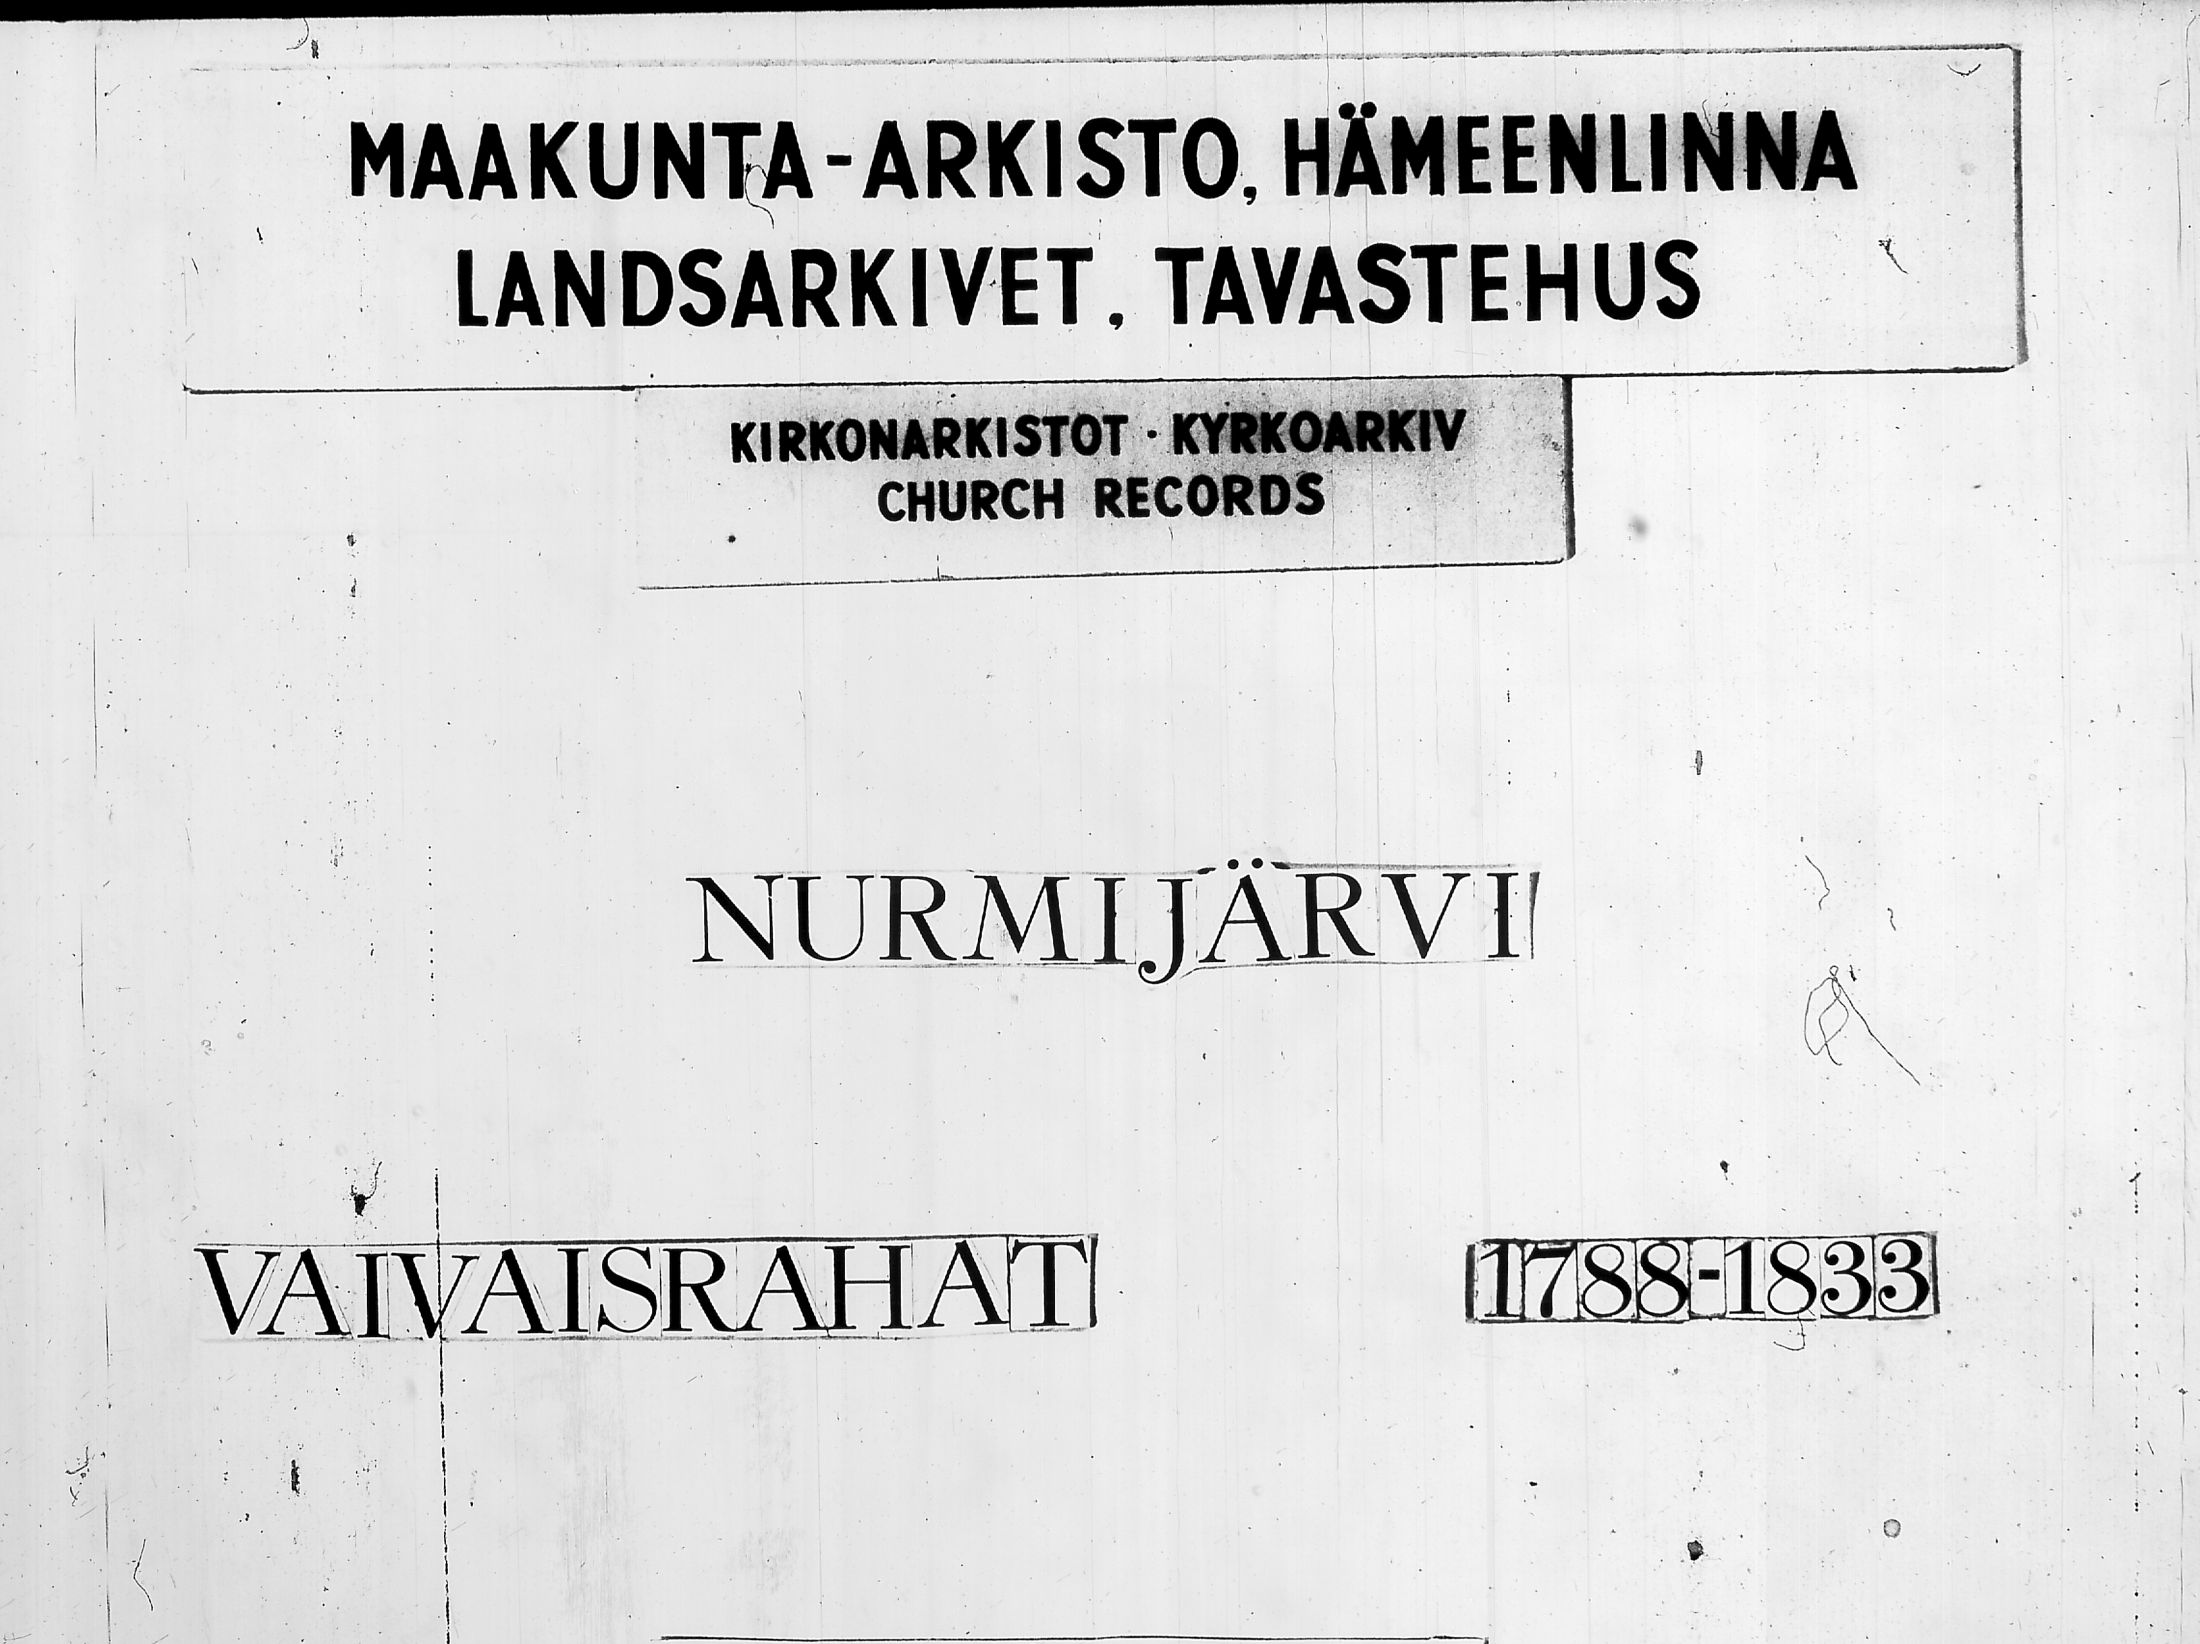 MAAKUNTA-ARKISTO, HÄMEENLINNA
LANDSARKIVET, TAVASTEHUS
KIRKONARKISTOT · KYRKOARKIV
CHURCH RECORDS
NURMIJÄRVI
VAIVAISRAHAT 1788-1833